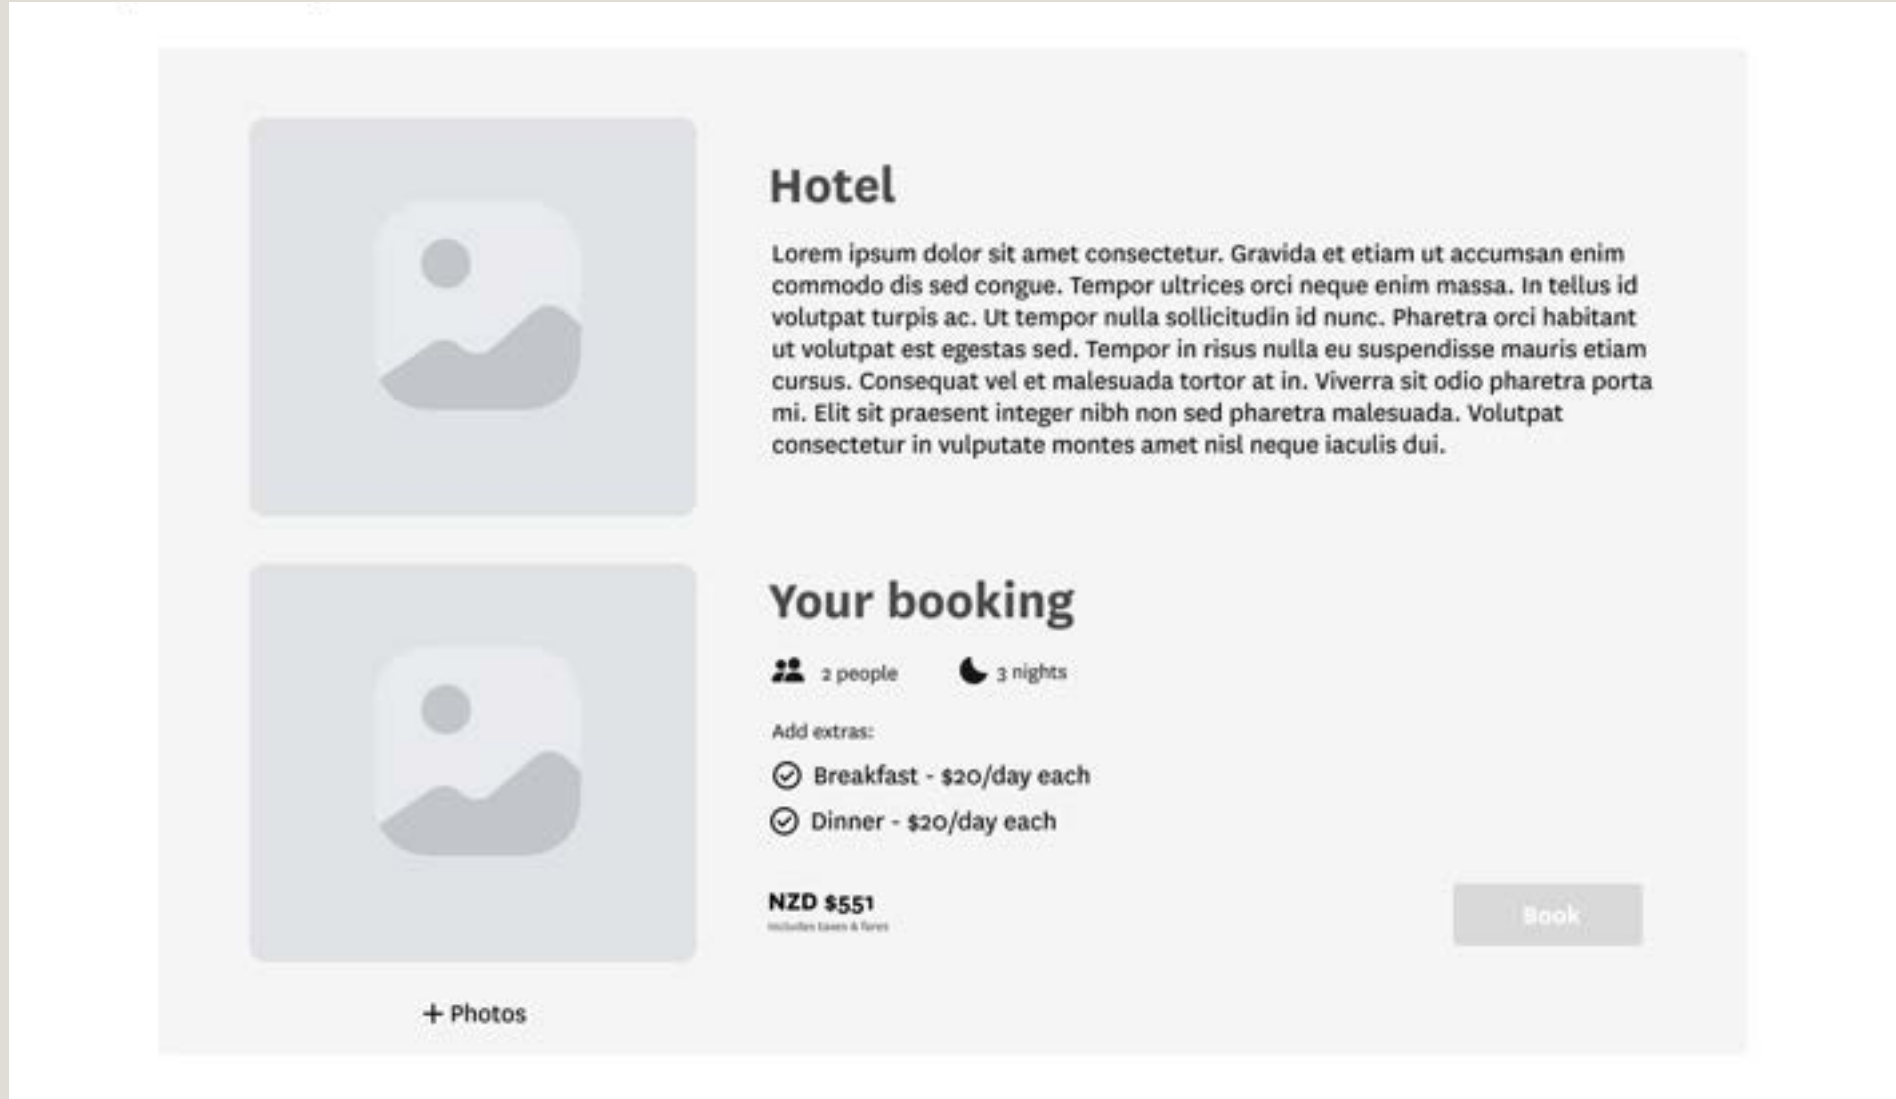 Hotel
Lorem ipsum dolor sit amet consectetur. Gravida et etiam ut accumsan enim
commodo dis sed congue. Tempor ultrices orci neque enim massa. In tellus id
volutpat turpis ac. Ut tempor nulla sollicitudin id nunc. Pharetra orci habitant
ut volutpat est egestas sed. Tempor in risus nulla eu suspendisse mauris etiam
cursus. Consequat vel et malesuada tortor at in. Viverra sit odio pharetra porta
mi. Elit sit praesent integer nibh non sed pharetra malesuada. Volutpat
consectetur in vulputate montes amet nisl neque iaculis dui.
Your booking
2 people 3 nights
Add extras:
Breakfast - $20/day each
Dinner - $20/day each
NZD $551
Includes taxes & fares
Book
+ Photos